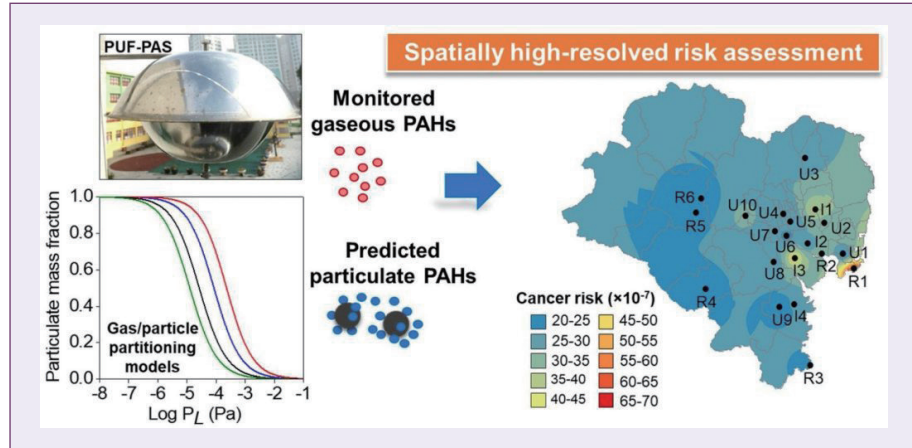 PUF-PAS
Spatially high-resolved risk assessment
Monitored
gaseous PAHs
Predicted
particulate PAHs
Particulate mass fraction
1.0
0.8
0.6
0.4
0.2
0.0
Gas/particle
partitioning
models
-8 -7 -6 -5 -4 -3 -2 -1
Log PL (Pa)
U3
R6
R5
U10
U4
I1
U5
U2
U7
U6
I2
U1
U8
I3
R2
R1
R4
U9
I4
R3
Cancer risk (×10-7)
20-25
25-30
30-35
35-40
40-45
45-50
50-55
55-60
60-65
65-70